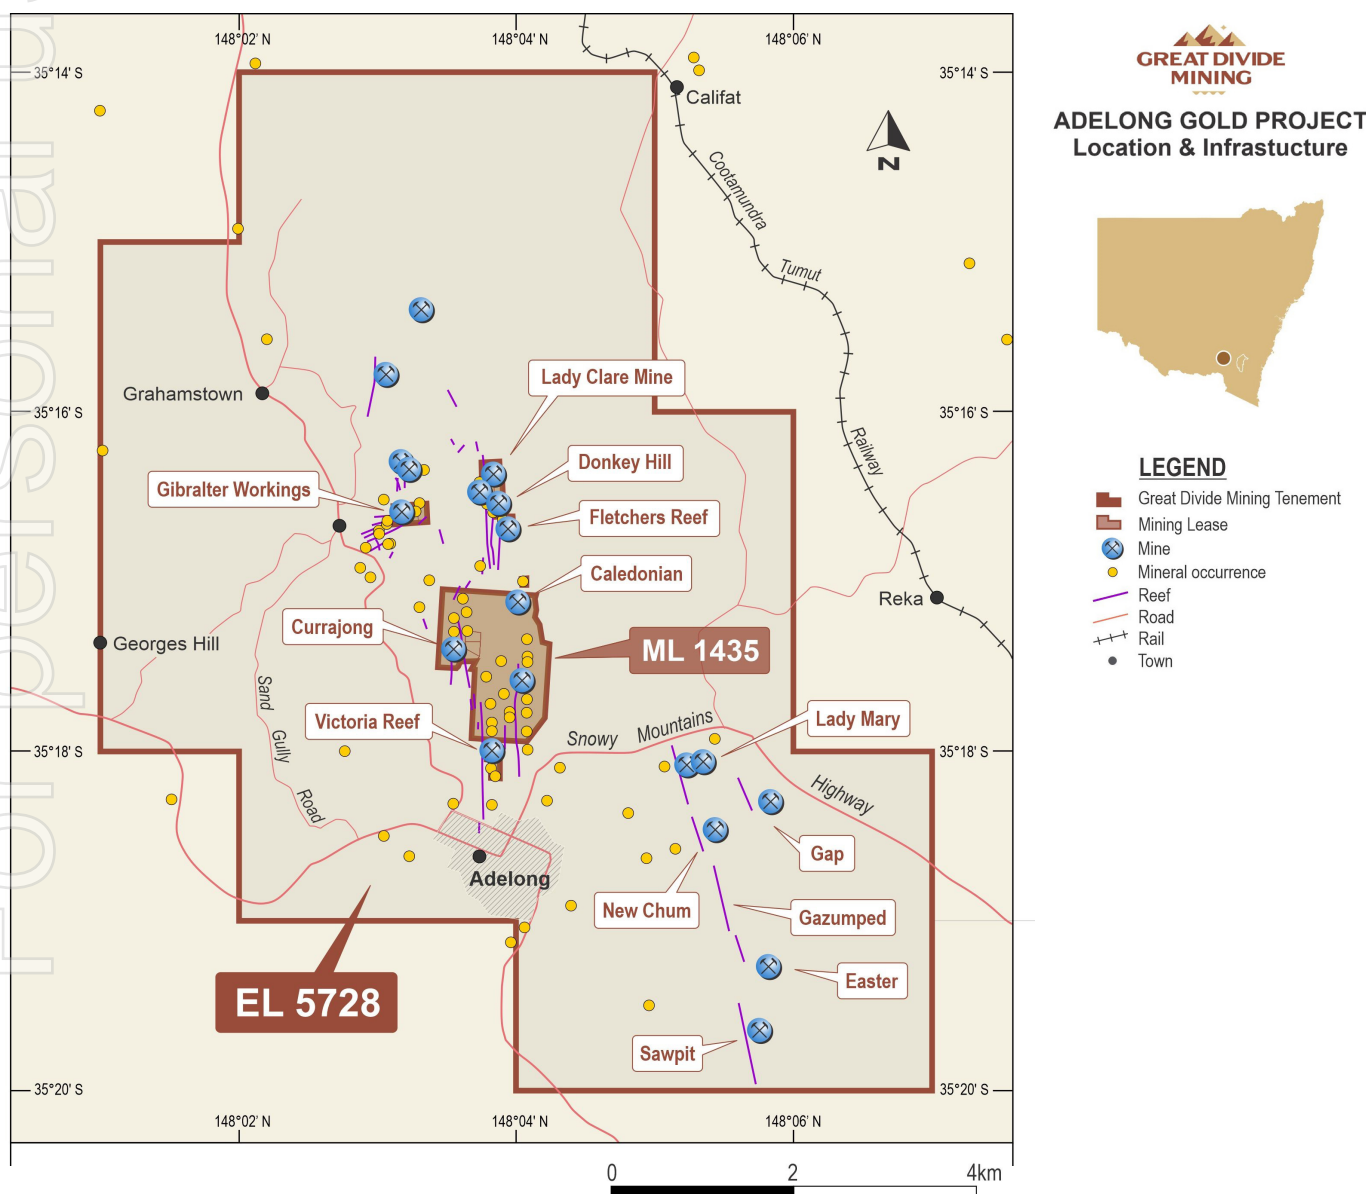 For personal us
148°02' N
148°04' N
148°06' N
35°14' S
35°14' S
Califat
N
Cootamundra
Tumut
Railway
35°16' S
35°16' S
Grahamstown
Lady Clare Mine
Donkey Hill
Gibralter Workings
Fletchers Reef
Caledonian
Reka
Currajong
Georges Hill
ML 1435
Sand
Gully
Road
Victoria Reef
Snowy
Mountains
Highway
Lady Mary
35°18' S
35°18' S
Gap
Adelong
New Chum
Gazumped
EL 5728
Easter
Sawpit
35°20' S
35°20' S
148°02' N
148°04' N
148°06' N
0 2 4km
GREAT DIVIDE
MINING
ADELONG GOLD PROJECT
Location & Infrastucture
LEGEND
Great Divide Mining Tenement
Mining Lease
Mine
Mineral occurrence
Reef
Road
Rail
Town